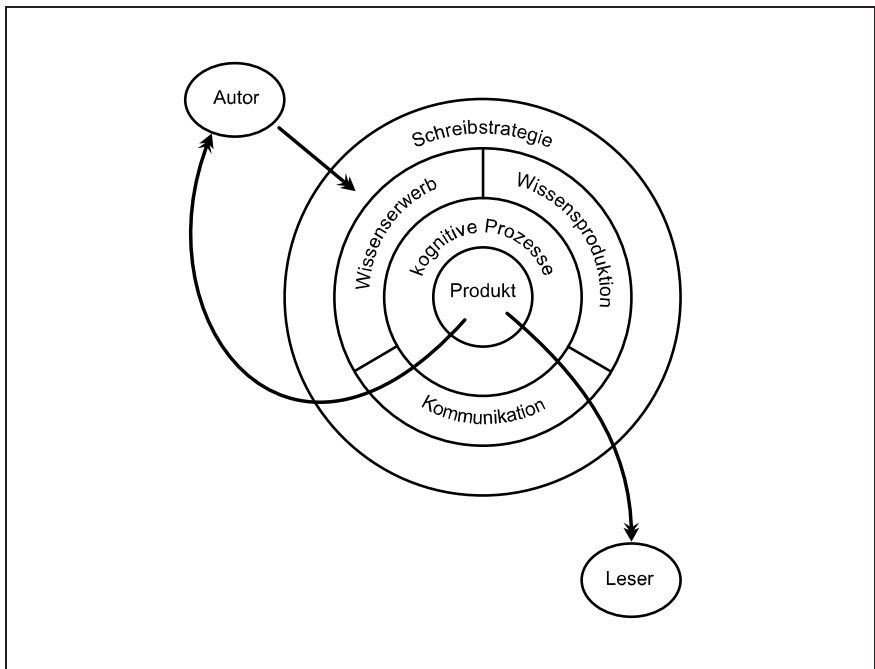 Autor
Schreibstrategie
Wissenserwerb
Wissensproduktion
kognitive Prozesse
Produkt
Kommunikation
Leser